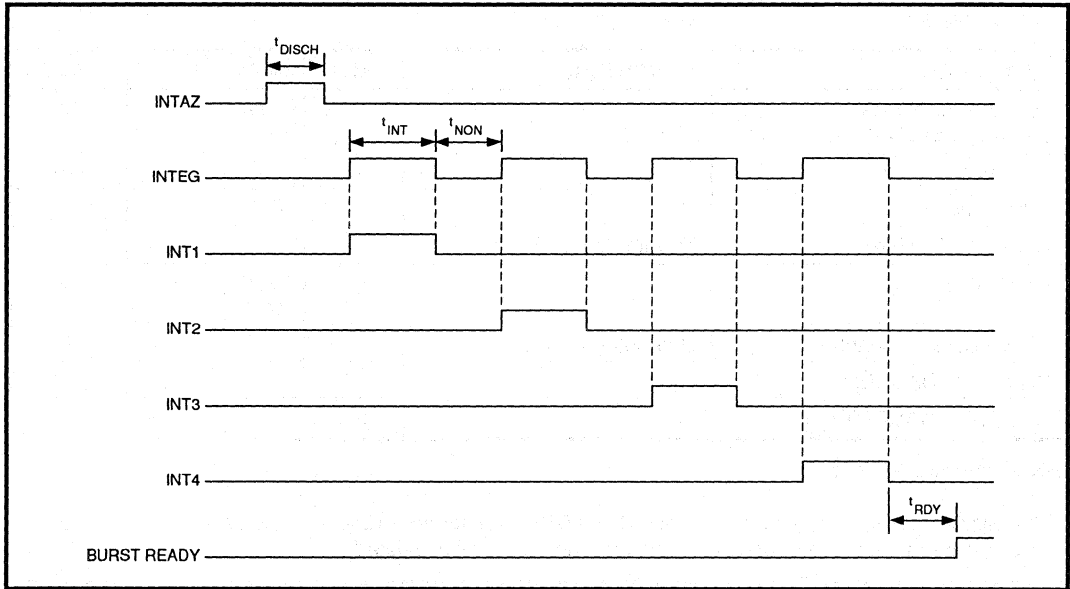 tDISCH
INTAZ
tINT
tNON
INTEG
INT1
INT2
INT3
INT4
tRDY
BURST READY